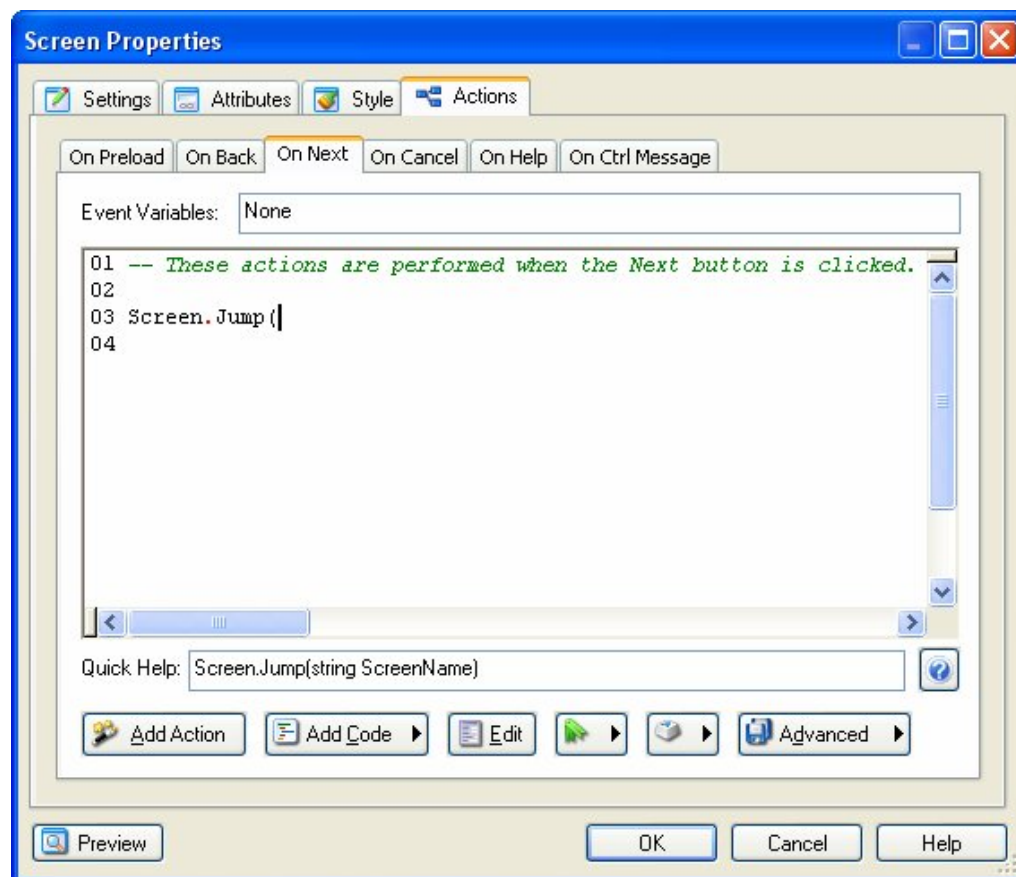 Screen Properties
Settings Attributes Style Actions
On Preload On Back On Next On Cancel On Help On Ctrl Message
Event Variables: None
01 -- These actions are performed when the Next button is clicked.
02
03 Screen.Jump(
04
Quick Help: Screen.Jump(string ScreenName)
Add Action Add Code Edit Advanced
Preview OK Cancel Help